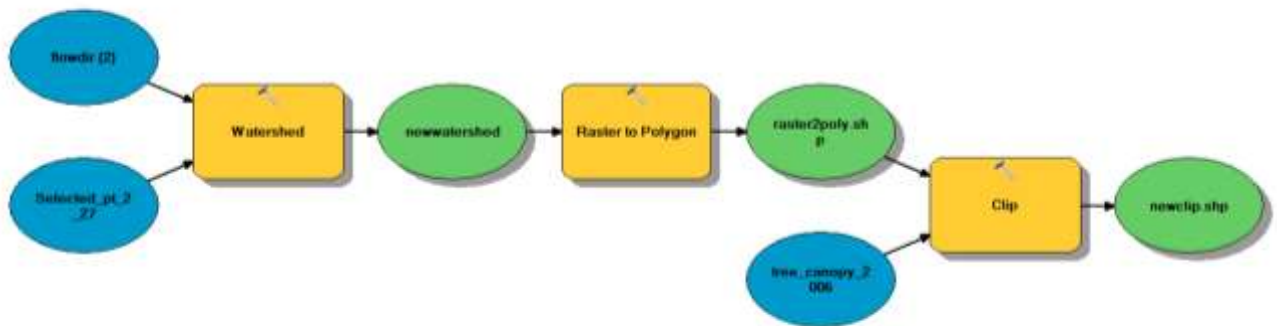 flowdir (2)
Watershed
newwatershed
Raster to Polygon
raster2poly.sh
p
Selected_pt_2
_27
Clip
newclip.shp
tree_canopy_2
006